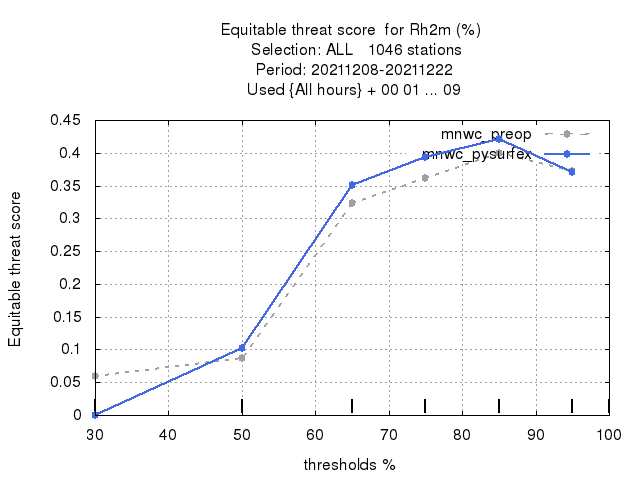 Equitable threat score  for Rh2m (%)
Selection: ALL   1046 stations
Period: 20211208-20211222
Used {All hours} + 00 01 ... 09
mnwc_preop
mnwc_pysurfex
0.45
0.4
0.35
0.3
0.25
0.2
0.15
0.1
0.05
0
Equitable threat score
30 40 50 60 70 80 90 100
thresholds %